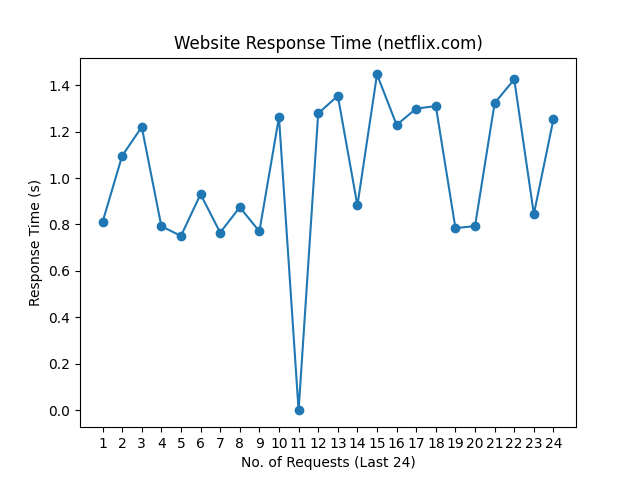 Website Response Time (netflix.com)
1.4
1.2
1.0
0.8
0.6
0.4
0.2
0.0
Response Time (s)
1 2 3 4 5 6 7 8 9 10 11 12 13 14 15 16 17 18 19 20 21 22 23 24
No. of Requests (Last 24)